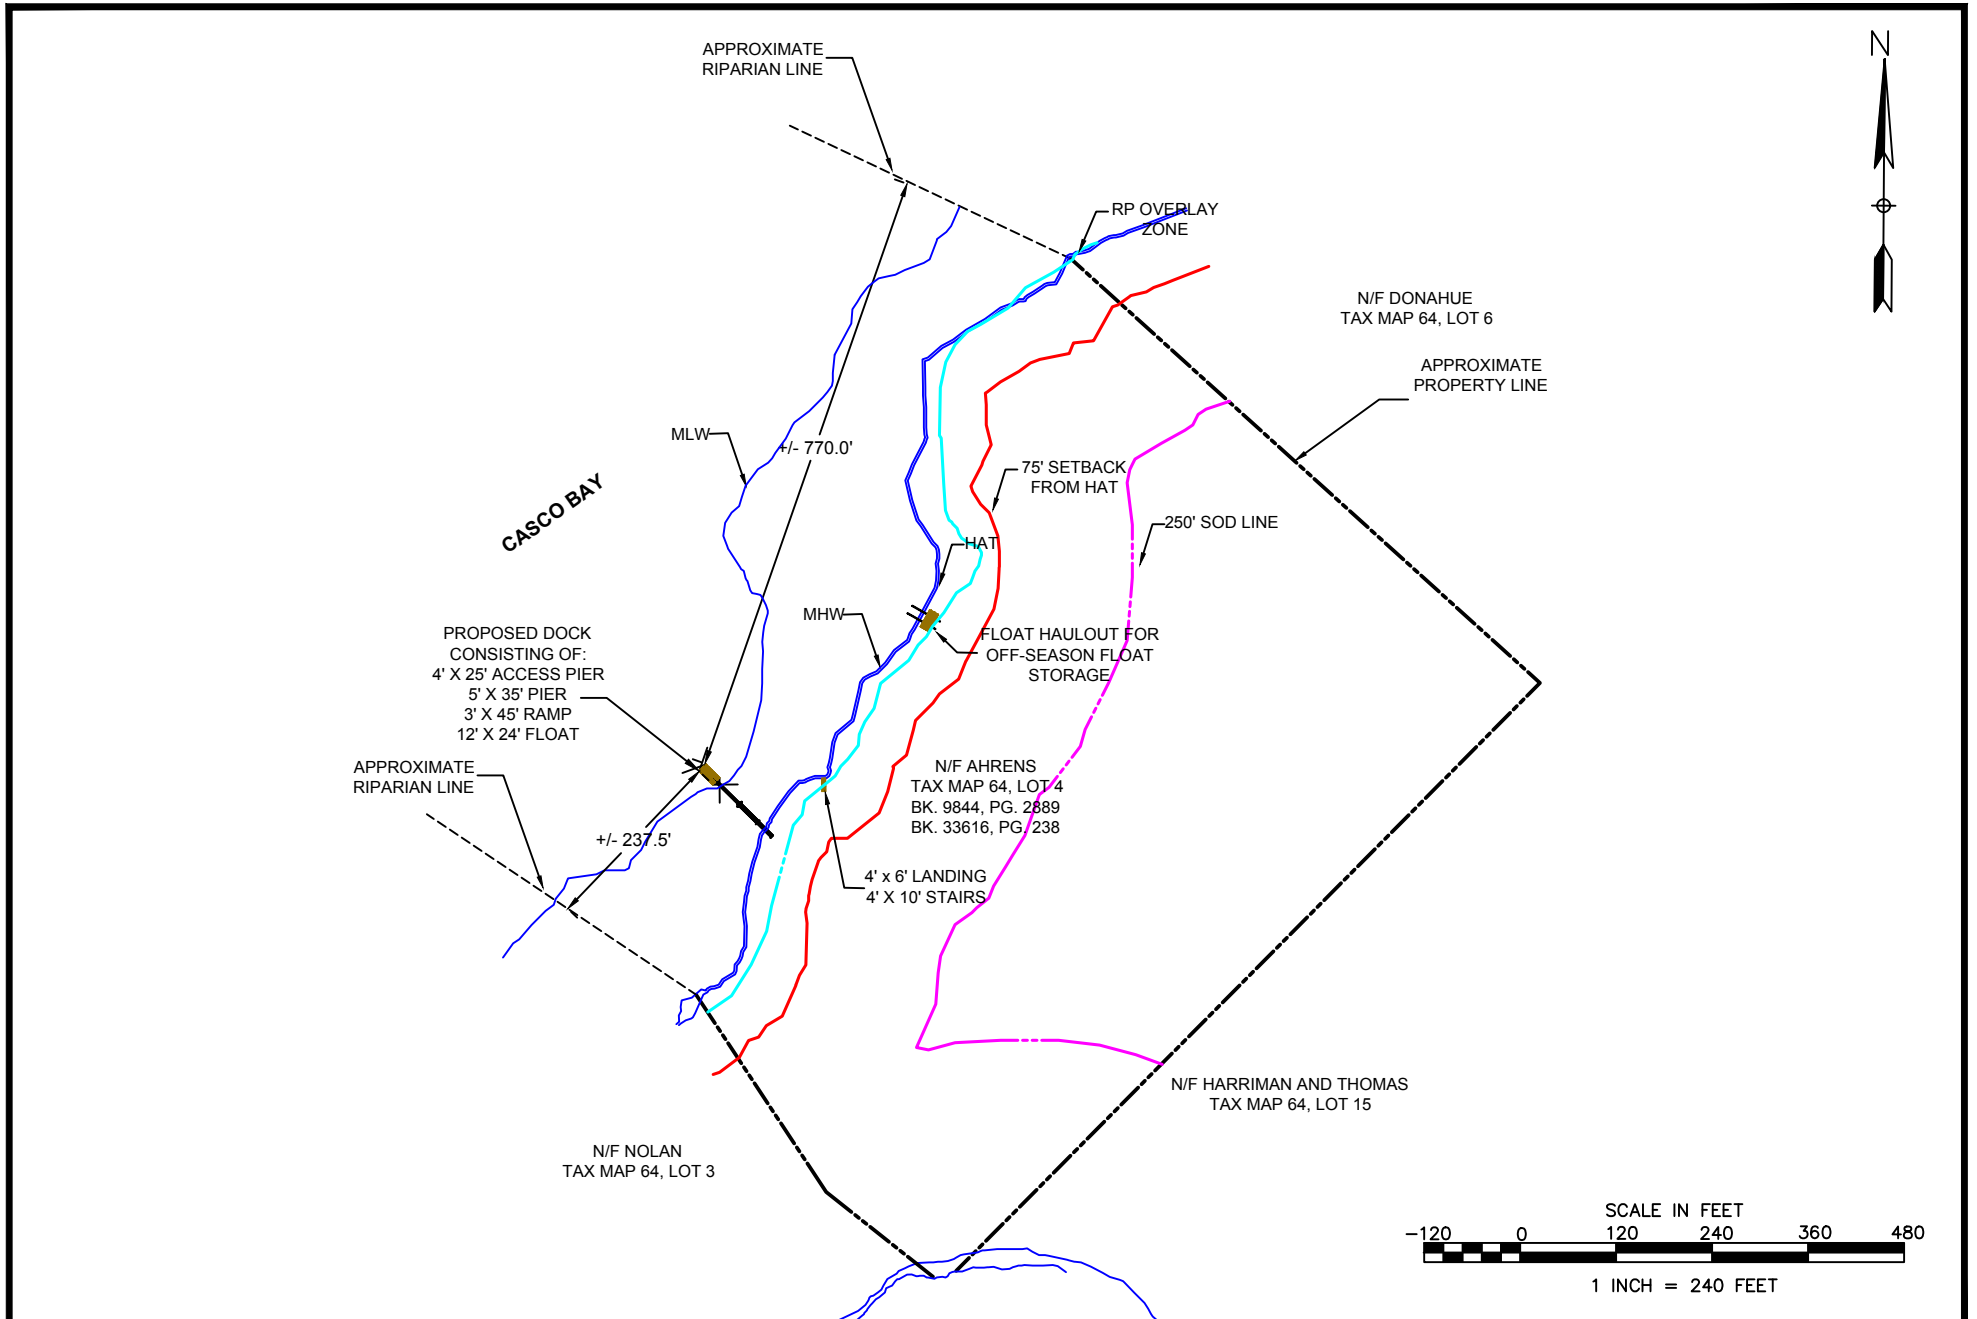 APPROXIMATE
RIPARIAN LINE
N
RP OVERLAY
ZONE
N/F DONAHUE
TAX MAP 64, LOT 6
APPROXIMATE
PROPERTY LINE
MLW
+/- 770.0'
75' SETBACK
FROM HAT
CASCO BAY
250' SOD LINE
HAT
MHW
FLOAT HAULOUT FOR
OFF-SEASON FLOAT
STORAGE
PROPOSED DOCK
CONSISTING OF:
4' X 25' ACCESS PIER
5' X 35' PIER
3' X 45' RAMP
12' X 24' FLOAT
APPROXIMATE
RIPARIAN LINE
N/F AHRENS
TAX MAP 64, LOT 4
BK. 9844, PG. 2889
BK. 33616, PG. 238
+/- 237.5'
4' x 6' LANDING
4' X 10' STAIRS
N/F HARRIMAN AND THOMAS
TAX MAP 64, LOT 15
N/F NOLAN
TAX MAP 64, LOT 3
SCALE IN FEET
-120 0 120 240 360 480
1 INCH = 240 FEET